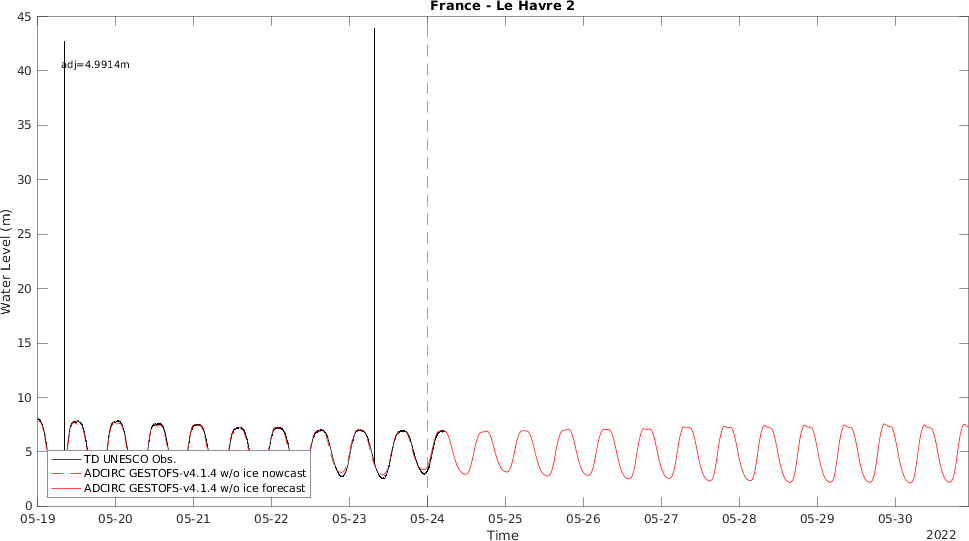 France - Le Havre 2
45
40
35
30
25
20
15
10
5
0
Water Level (m)
adj=4.9914m
TD UNESCO Obs.
ADCIRC GESTOFS-v4.1.4 w/o ice nowcast
ADCIRC GESTOFS-v4.1.4 w/o ice forecast
05-19 05-20 05-21 05-22 05-23 05-24 05-25 05-26 05-27 05-28 05-29 05-30
Time
2022